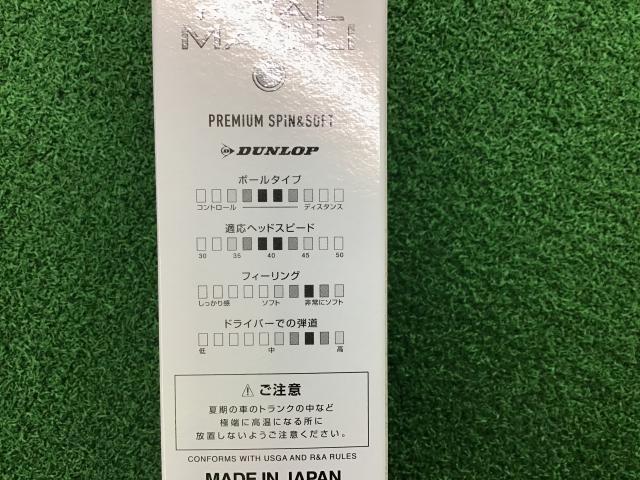 PREMIUM SPiN&SOFT
DUNLOP
ボールタイプ
コントロール ディスタンス
適応ヘッドスピード
30 35 40 45 50
フィーリング
しっかり感 ソフト 非常にソフト
ドライバーでの弾道
低 中 高
⚠ ご注意
夏期の車のトランクの中など
極端に高温になる所に
放置しないようご注意ください。
CONFORMS WITH USGA AND R&A RULES
MADE IN JAPAN